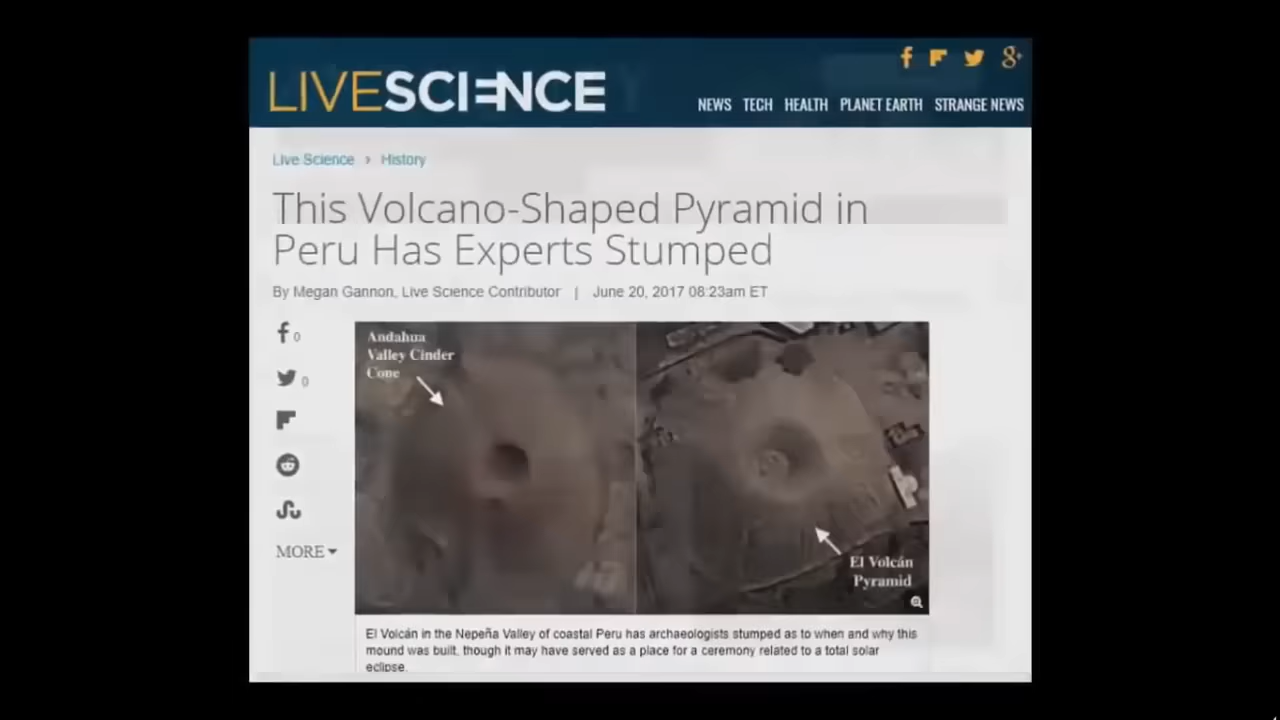 LIVESCIENCE
NEWS TECH HEALTH PLANET EARTH STRANGE NEWS
Live Science › History
This Volcano-Shaped Pyramid in
Peru Has Experts Stumped
By Megan Gannon, Live Science Contributor | June 20, 2017 08:23am ET
0
0
MORE
Andahua
Valley Cinder
Cone
El Volcán
Pyramid
El Volcán in the Nepeña Valley of coastal Peru has archaeologists stumped as to when and why this
mound was built, though it may have served as a place for a ceremony related to a total solar
eclipse.